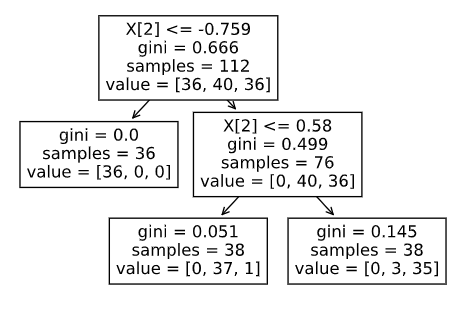 X[2] <= -0.759
gini = 0.666
samples = 112
value = [36, 40, 36]
gini = 0.0
samples = 36
value = [36, 0, 0]
X[2] <= 0.58
gini = 0.499
samples = 76
value = [0, 40, 36]
gini = 0.051
samples = 38
value = [0, 37, 1]
gini = 0.145
samples = 38
value = [0, 3, 35]